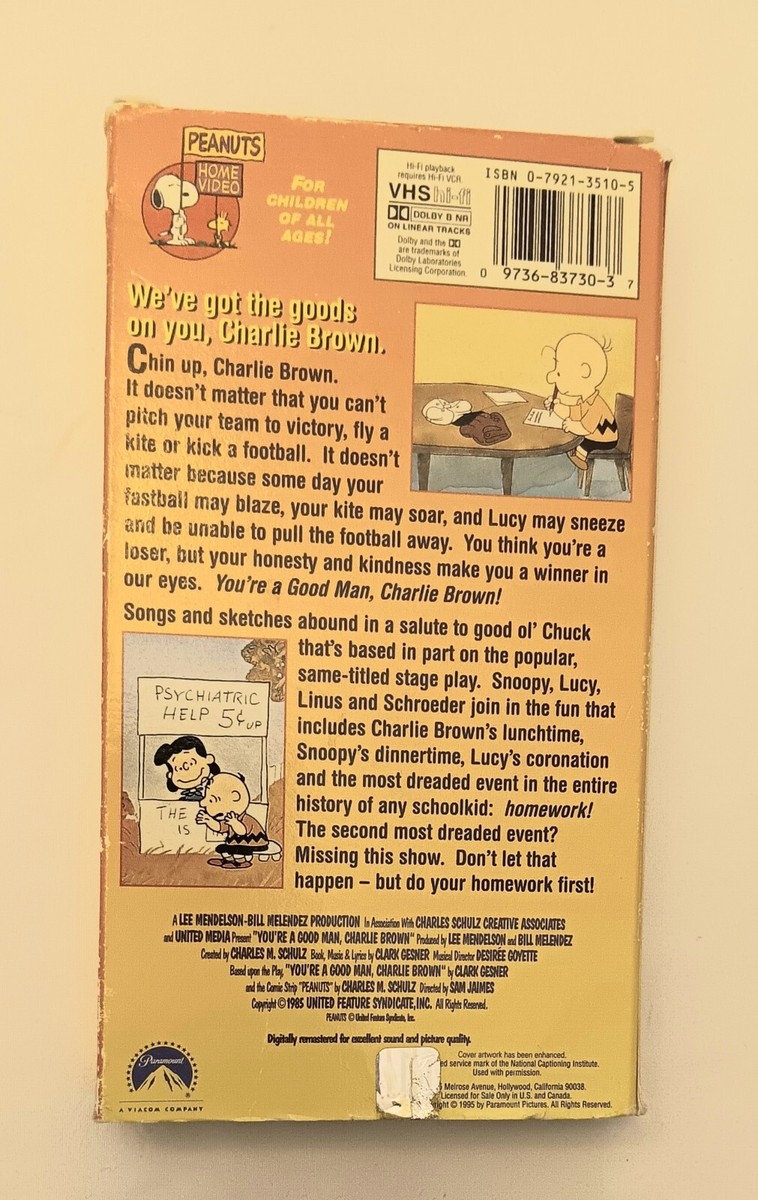 PEANUTS
HOME
VIDEO
FOR
CHILDREN
OF ALL
AGES!
Hi-Fi playback
requires Hi-Fi VCR
VHS hi-fi
DOLBY B NR
ON LINEAR TRACKS
Dolby and the
are trademarks of
Dolby Laboratories
Licensing Corporation
ISBN 0-7921-3510-5
0 9736-83730-3 7
We've got the goods
on you, Charlie Brown.
Chin up, Charlie Brown.
It doesn't matter that you can't
pitch your team to victory, fly a
kite or kick a football. It doesn't
matter because some day your
fastball may blaze, your kite may soar, and Lucy may sneeze
and be unable to pull the football away. You think you're a
loser, but your honesty and kindness make you a winner in
our eyes. You're a Good Man, Charlie Brown!
Songs and sketches abound in a salute to good ol' Chuck
that's based in part on the popular,
same-titled stage play. Snoopy, Lucy,
Linus and Schroeder join in the fun that
includes Charlie Brown's lunchtime,
Snoopy's dinnertime, Lucy's coronation
and the most dreaded event in the entire
history of any schoolkid: homework!
The second most dreaded event?
Missing this show. Don't let that
happen – but do your homework first!
PSYCHIATRIC
HELP 5¢ UP
THE
IS
A LEE MENDELSON-BILL MELENDEZ PRODUCTION In Association With CHARLES SCHULZ CREATIVE ASSOCIATES
and UNITED MEDIA Present "YOU'RE A GOOD MAN, CHARLIE BROWN" Produced by LEE MENDELSON and BILL MELENDEZ
Created by CHARLES M. SCHULZ Book, Music & Lyrics by CLARK GESNER Musical Director DESIRÉE GOYETTE
Based upon the Play, "YOU'RE A GOOD MAN, CHARLIE BROWN" by CLARK GESNER
and the Comic Strip "PEANUTS" by CHARLES M. SCHULZ Directed by SAM JAIMES
Copyright © 1985 UNITED FEATURE SYNDICATE, INC. All Rights Reserved.
PEANUTS © United Feature Syndicate, Inc.
Digitally remastered for excellent sound and picture quality.
Cover artwork has been enhanced.
ed service mark of the National Captioning Institute.
Used with permission.
Melrose Avenue, Hollywood, California 90038.
Licensed for Sale Only in U.S. and Canada.
right © 1995 by Paramount Pictures. All Rights Reserved.
Paramount
A VIACOM COMPANY